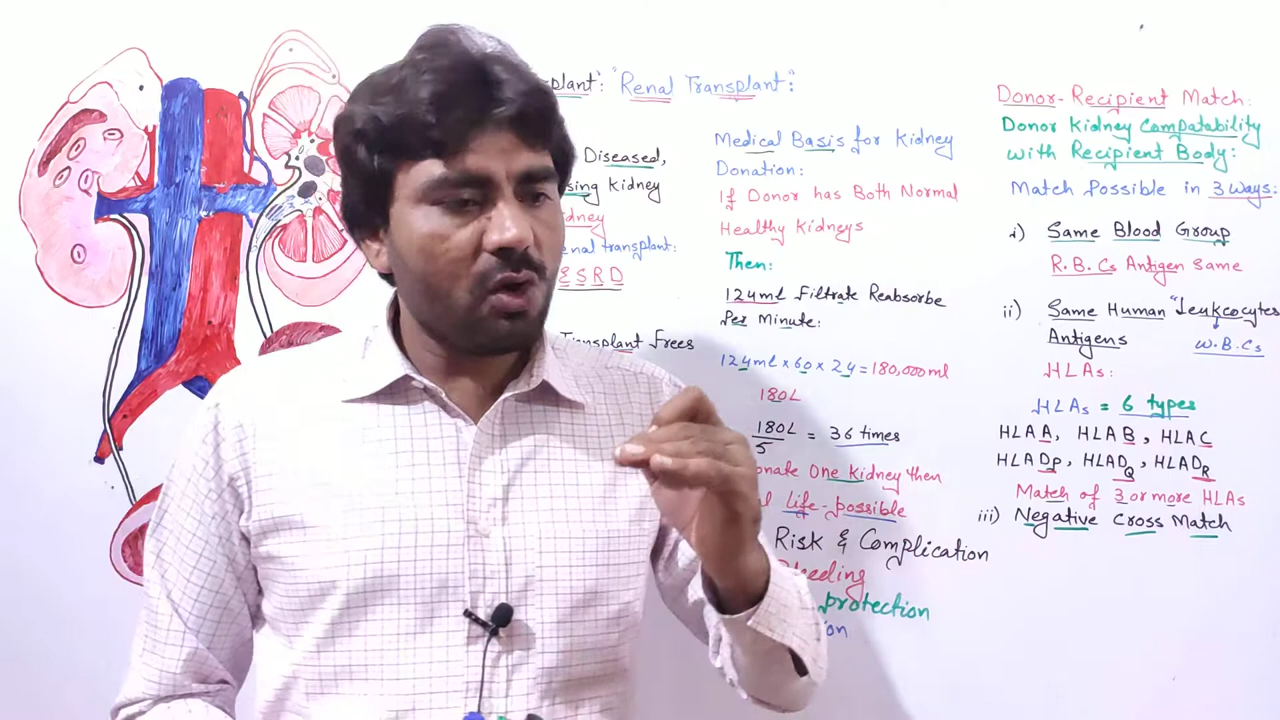 plant": "Renal Transplant":
Diseased,
sing Kidney
dney
enal transplant:
E S R D
Transplant Frees
Medical Basis for Kidney
Donation:
If Donor has Both Normal
Healthy Kidneys
Then:
124ml Filtrate Reabsorbe
Per Minute:
124ml × 60 × 24 = 180,000ml
180L
180L/5 = 36 times
onate One Kidney then
l Life possible
Risk & Complication
Bleeding
protection
on
Donor-Recipient Match:
Donor Kidney Compatability
with Recipient Body:
Match Possible in 3 ways:
i) Same Blood Group
R.B.Cs Antigen Same
ii) Same Human "Leukcocytes
Antigens W.B.Cs
HLAs:
HLAs = 6 types
HLAA, HLAB, HLAC
HLADP, HLADQ, HLADR
Match of 3 or more HLAs
iii) Negative Cross Match